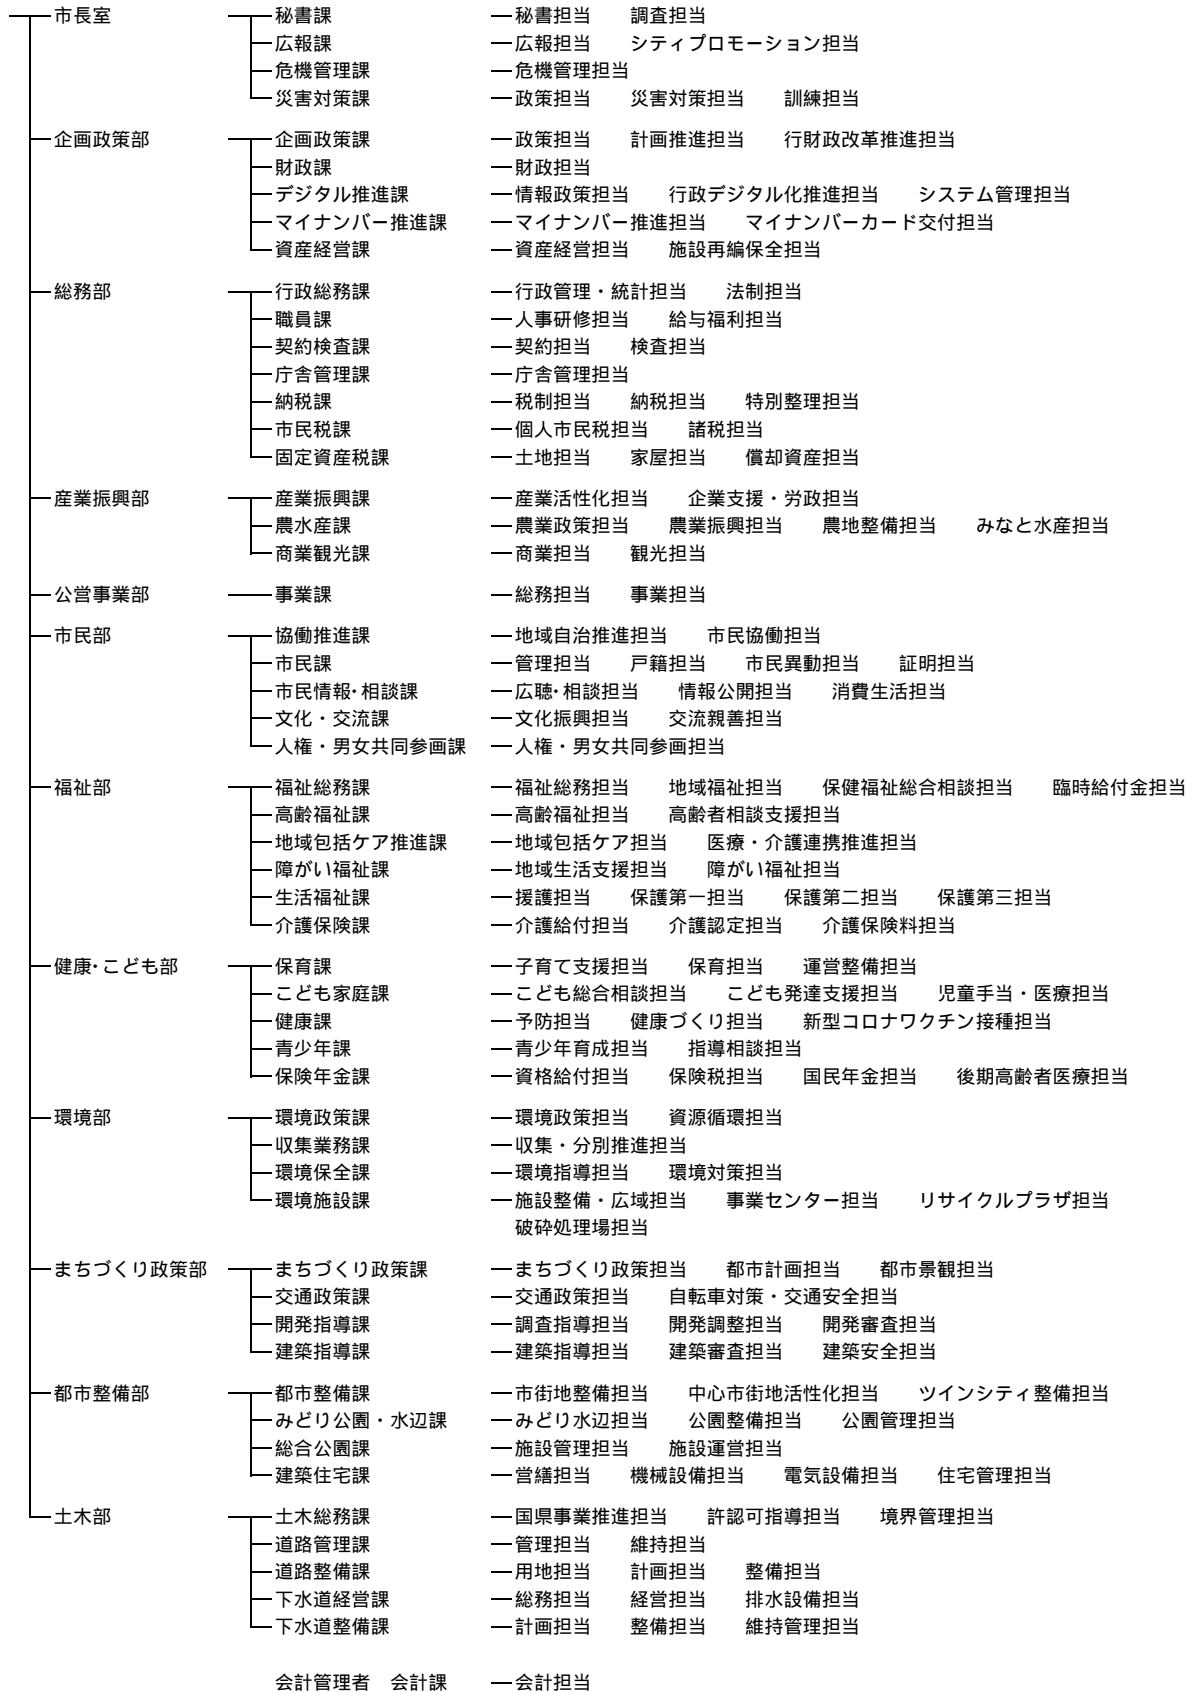 市長室 秘書課 秘書担当 調査担当
広報課 広報担当 シティプロモーション担当
危機管理課 危機管理担当
災害対策課 政策担当 災害対策担当 訓練担当
企画政策部 企画政策課 政策担当 計画推進担当 行財政改革推進担当
財政課 財政担当
デジタル推進課 情報政策担当 行政デジタル化推進担当 システム管理担当
マイナンバー推進課 マイナンバー推進担当 マイナンバーカード交付担当
資産経営課 資産経営担当 施設再編保全担当
総務部 行政総務課 行政管理・統計担当 法制担当
職員課 人事研修担当 給与福利担当
契約検査課 契約担当 検査担当
庁舎管理課 庁舎管理担当
納税課 税制担当 納税担当 特別整理担当
市民税課 個人市民税担当 諸税担当
固定資産税課 土地担当 家屋担当 償却資産担当
産業振興部 産業振興課 産業活性化担当 企業支援・労政担当
農水産課 農業政策担当 農業振興担当 農地整備担当 みなと水産担当
商業観光課 商業担当 観光担当
公営事業部 事業課 総務担当 事業担当
市民部 協働推進課 地域自治推進担当 市民協働担当
市民課 管理担当 戸籍担当 市民異動担当 証明担当
市民情報・相談課 広聴・相談担当 情報公開担当 消費生活担当
文化・交流課 文化振興担当 交流親善担当
人権・男女共同参画課 人権・男女共同参画担当
福祉部 福祉総務課 福祉総務担当 地域福祉担当 保健福祉総合相談担当 臨時給付金担当
高齢福祉課 高齢福祉担当 高齢者相談支援担当
地域包括ケア推進課 地域包括ケア担当 医療・介護連携推進担当
障がい福祉課 地域生活支援担当 障がい福祉担当
生活福祉課 援護担当 保護第一担当 保護第二担当 保護第三担当
介護保険課 介護給付担当 介護認定担当 介護保険料担当
健康・こども部 保育課 子育て支援担当 保育担当 運営整備担当
こども家庭課 こども総合相談担当 こども発達支援担当 児童手当・医療担当
健康課 予防担当 健康づくり担当 新型コロナワクチン接種担当
青少年課 青少年育成担当 指導相談担当
保険年金課 資格給付担当 保険税担当 国民年金担当 後期高齢者医療担当
環境部 環境政策課 環境政策担当 資源循環担当
収集業務課 収集・分別推進担当
環境保全課 環境指導担当 環境対策担当
環境施設課 施設整備・広域担当 事業センター担当 リサイクルプラザ担当
破砕処理場担当
まちづくり政策部 まちづくり政策課 まちづくり政策担当 都市計画担当 都市景観担当
交通政策課 交通政策担当 自転車対策・交通安全担当
開発指導課 調査指導担当 開発調整担当 開発審査担当
建築指導課 建築指導担当 建築審査担当 建築安全担当
都市整備部 都市整備課 市街地整備担当 中心市街地活性化担当 ツインシティ整備担当
みどり公園・水辺課 みどり水辺担当 公園整備担当 公園管理担当
総合公園課 施設管理担当 施設運営担当
建築住宅課 営繕担当 機械設備担当 電気設備担当 住宅管理担当
土木部 土木総務課 国県事業推進担当 許認可指導担当 境界管理担当
道路管理課 管理担当 維持担当
道路整備課 用地担当 計画担当 整備担当
下水道経営課 総務担当 経営担当 排水設備担当
下水道整備課 計画担当 整備担当 維持管理担当
会計管理者 会計課 会計担当